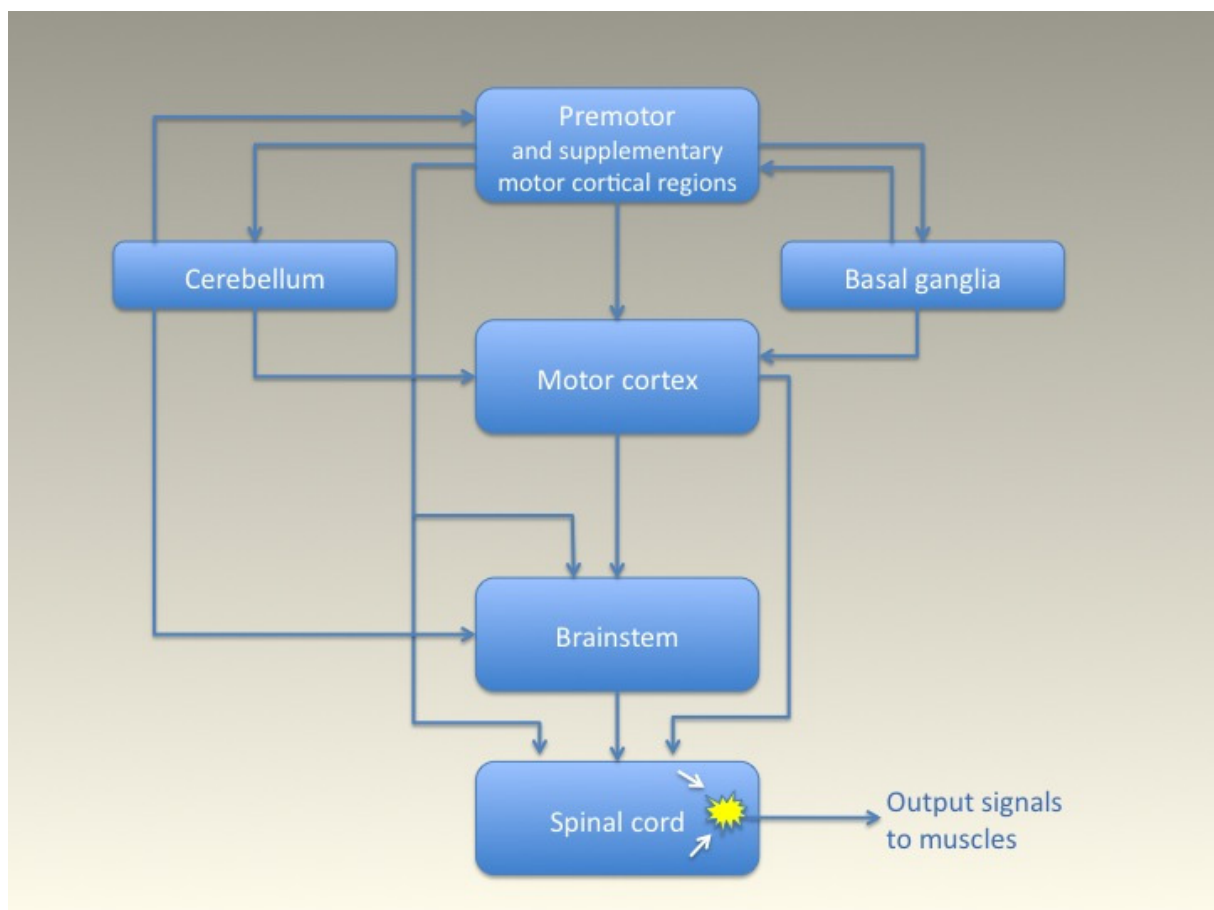 Premotor
and supplementary
motor cortical regions
Cerebellum
Basal ganglia
Motor cortex
Brainstem
Spinal cord
Output signals
to muscles